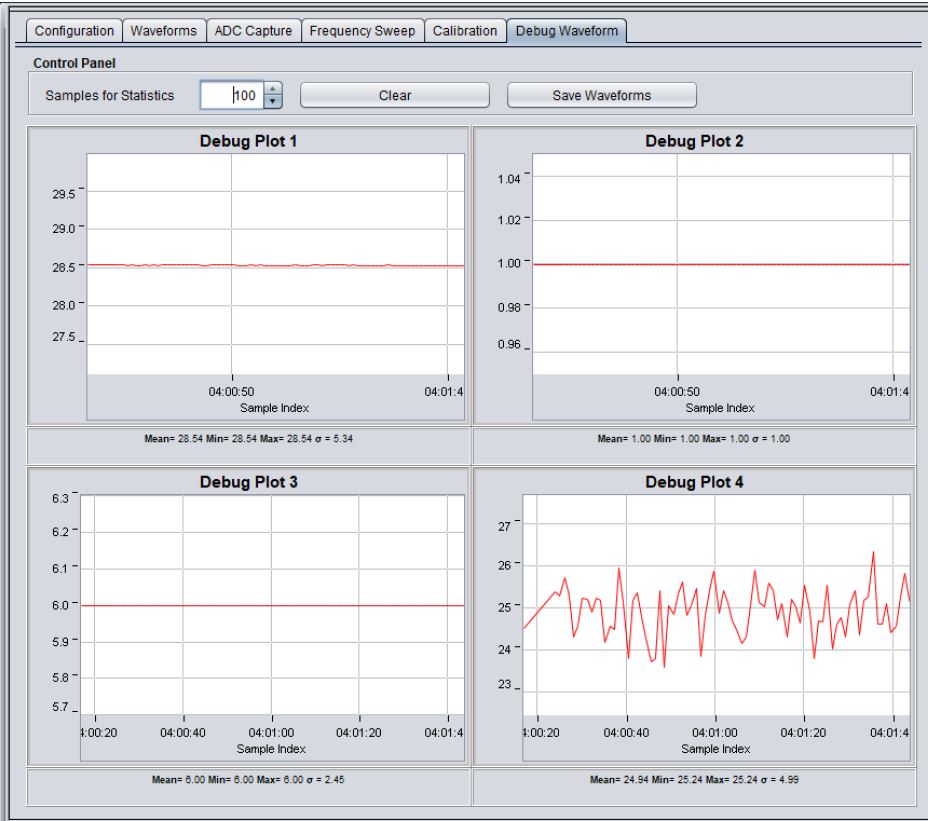 Configuration Waveforms ADC Capture Frequency Sweep Calibration Debug Waveform
Control Panel
Samples for Statistics 100 Clear Save Waveforms
Debug Plot 1
29.5
29.0
28.5
28.0
27.5
04:00:50 04:01:4
Sample Index
Mean= 28.54 Min= 28.54 Max= 28.54 σ = 5.34
Debug Plot 2
1.04
1.02
1.00
0.98
0.96
04:00:50 04:01:4
Sample Index
Mean= 1.00 Min= 1.00 Max= 1.00 σ = 1.00
Debug Plot 3
6.3
6.2
6.1
6.0
5.9
5.8
5.7
4:00:20 04:00:40 04:01:00 04:01:20 04:01:4
Sample Index
Mean= 6.00 Min= 6.00 Max= 6.00 σ = 2.45
Debug Plot 4
27
26
25
24
23
4:00:20 04:00:40 04:01:00 04:01:20 04:01:4
Sample Index
Mean= 24.94 Min= 25.24 Max= 25.24 σ = 4.99